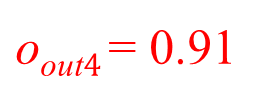 o_out4 = 0.91